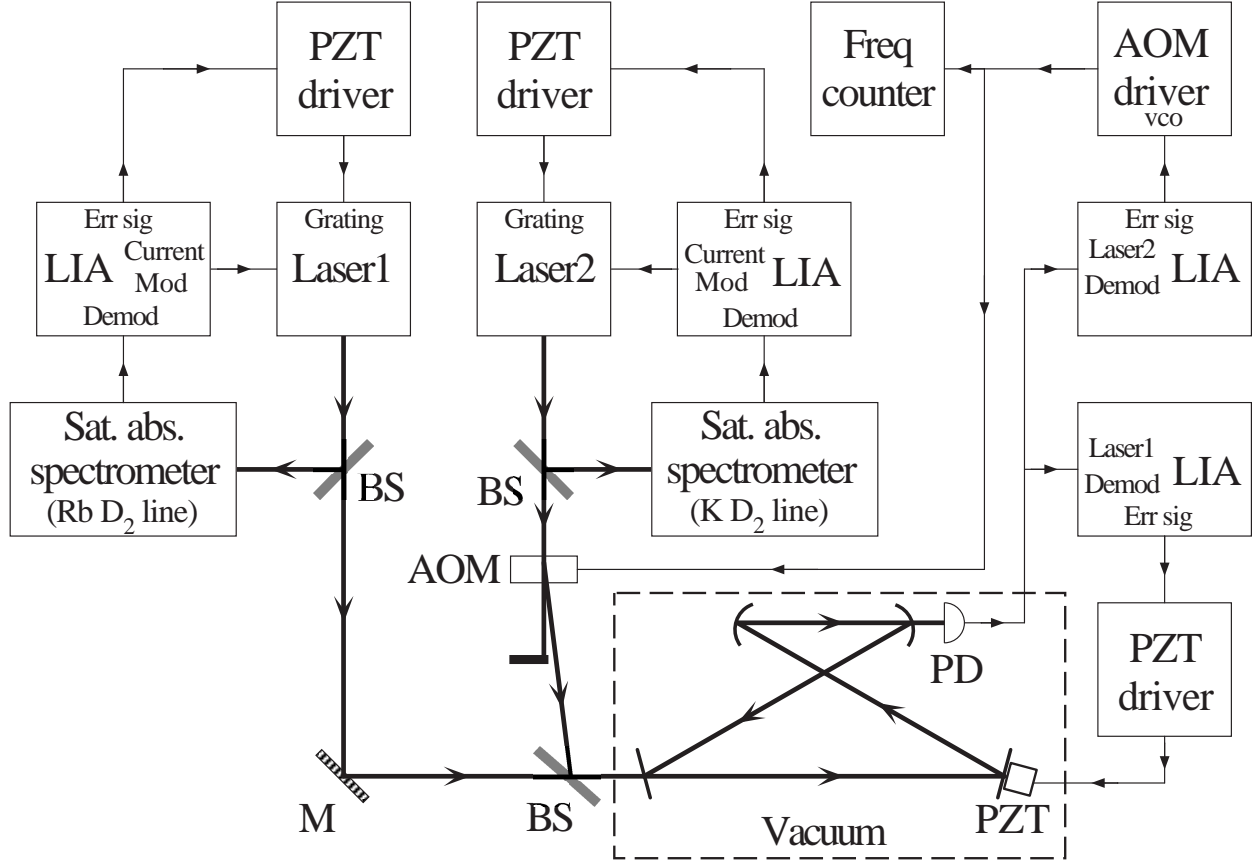 PZT
driver
PZT
driver
Freq
counter
AOM
driver
vco
Err sig
LIA
Current
Mod
Demod
Grating
Laser1
Grating
Laser2
Err sig
Current
Mod
LIA
Demod
Err sig
Laser2
Demod
LIA
Sat. abs.
spectrometer
(Rb D₂ line)
BS
BS
Sat. abs.
spectrometer
(K D₂ line)
Laser1
Demod
LIA
Err sig
AOM
PD
PZT
driver
M
BS
Vacuum
PZT